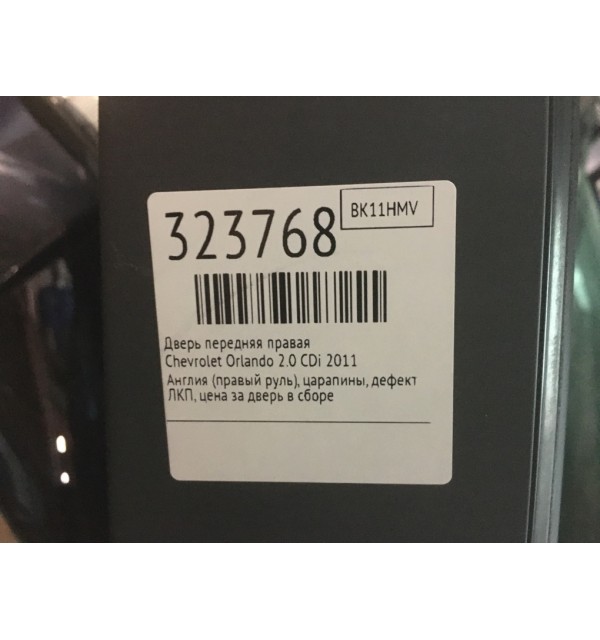 323768
BK11HMV
Дверь передняя правая
Chevrolet Orlando 2.0 CDi 2011
Англия (правый руль), царапины, дефект
ЛКП, цена за дверь в сборе